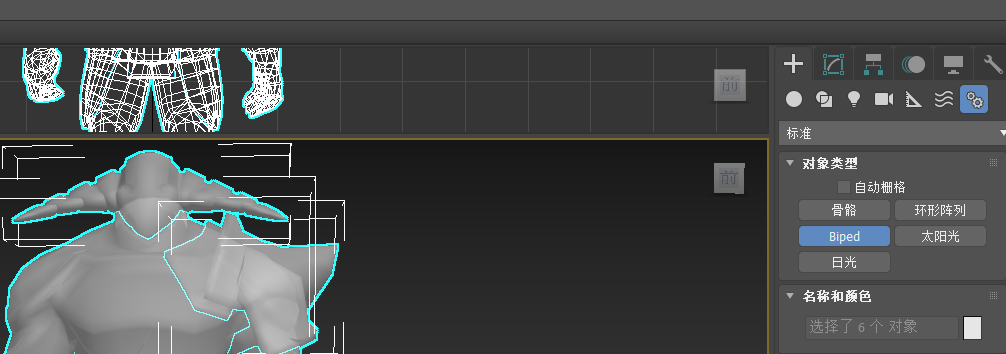 前
标准
前
对象类型
自动栅格
骨骼 环形阵列
Biped 太阳光
日光
名称和颜色
选择了 6 个 对象